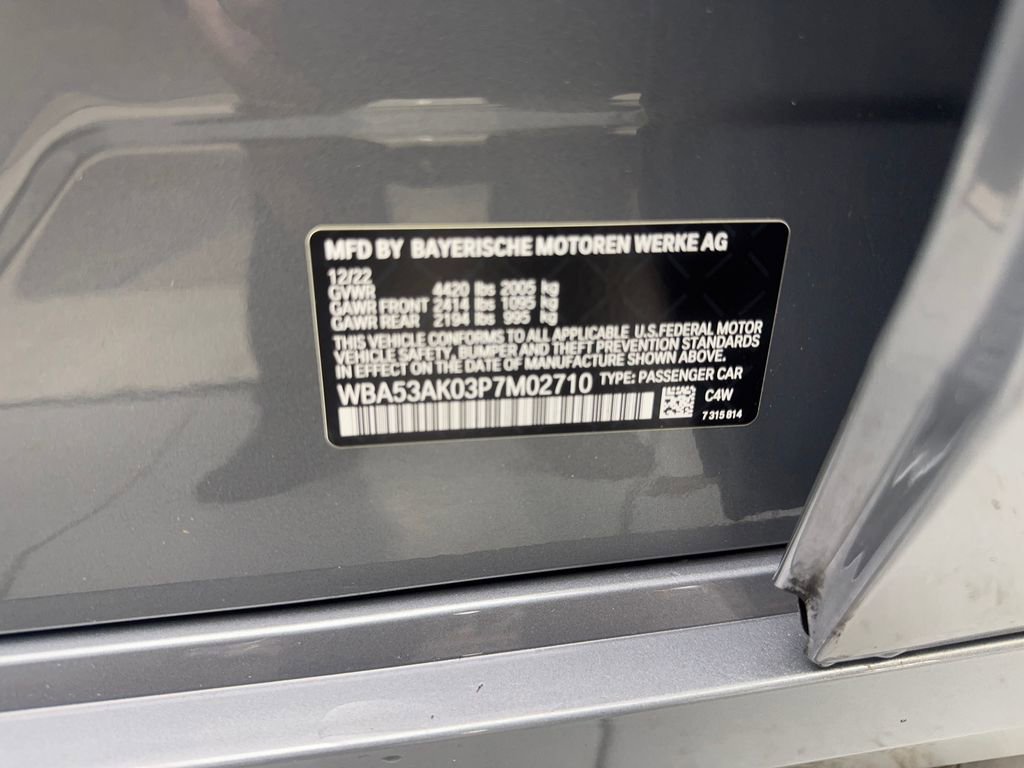 MFD BY BAYERISCHE MOTOREN WERKE AG
12/22
GVWR 4420 lbs 2005 kg
GAWR FRONT 2414 lbs 1095 kg
GAWR REAR 2194 lbs 995 kg
THIS VEHICLE CONFORMS TO ALL APPLICABLE U.S.FEDERAL MOTOR
VEHICLE SAFETY, BUMPER AND THEFT PREVENTION STANDARDS
IN EFFECT ON THE DATE OF MANUFACTURE SHOWN ABOVE.
WBA53AK03P7M02710 TYPE: PASSENGER CAR
C4W
7 315 814